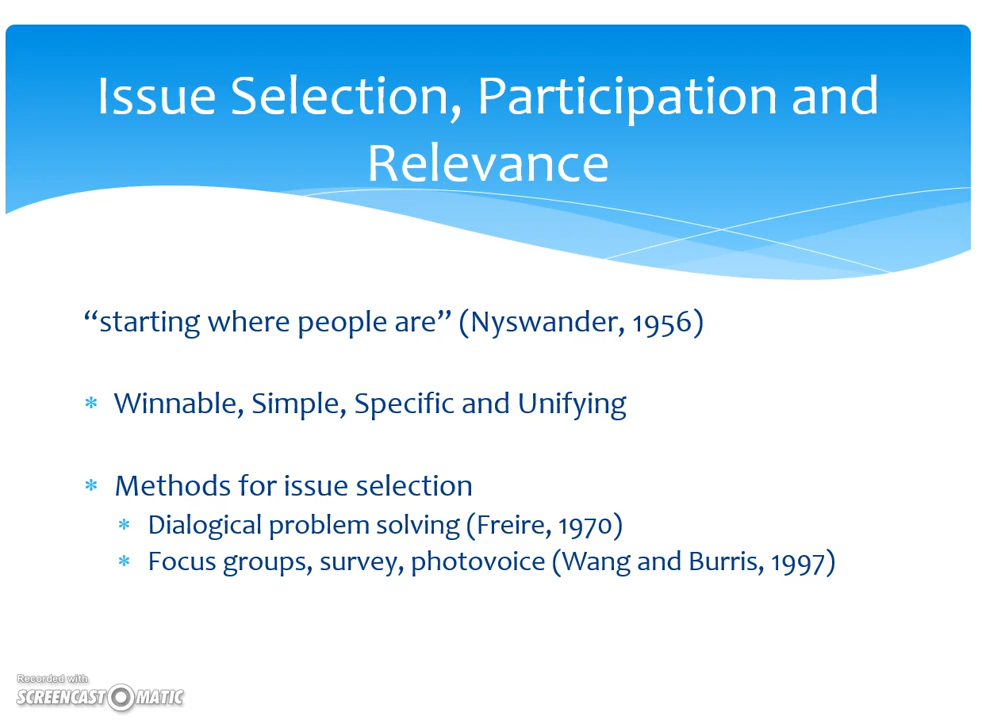 Issue Selection, Participation and
Relevance
“starting where people are” (Nyswander, 1956)
* Winnable, Simple, Specific and Unifying
* Methods for issue selection
* Dialogical problem solving (Freire, 1970)
* Focus groups, survey, photovoice (Wang and Burris, 1997)
Recorded with
SCREENCAST-O-MATIC